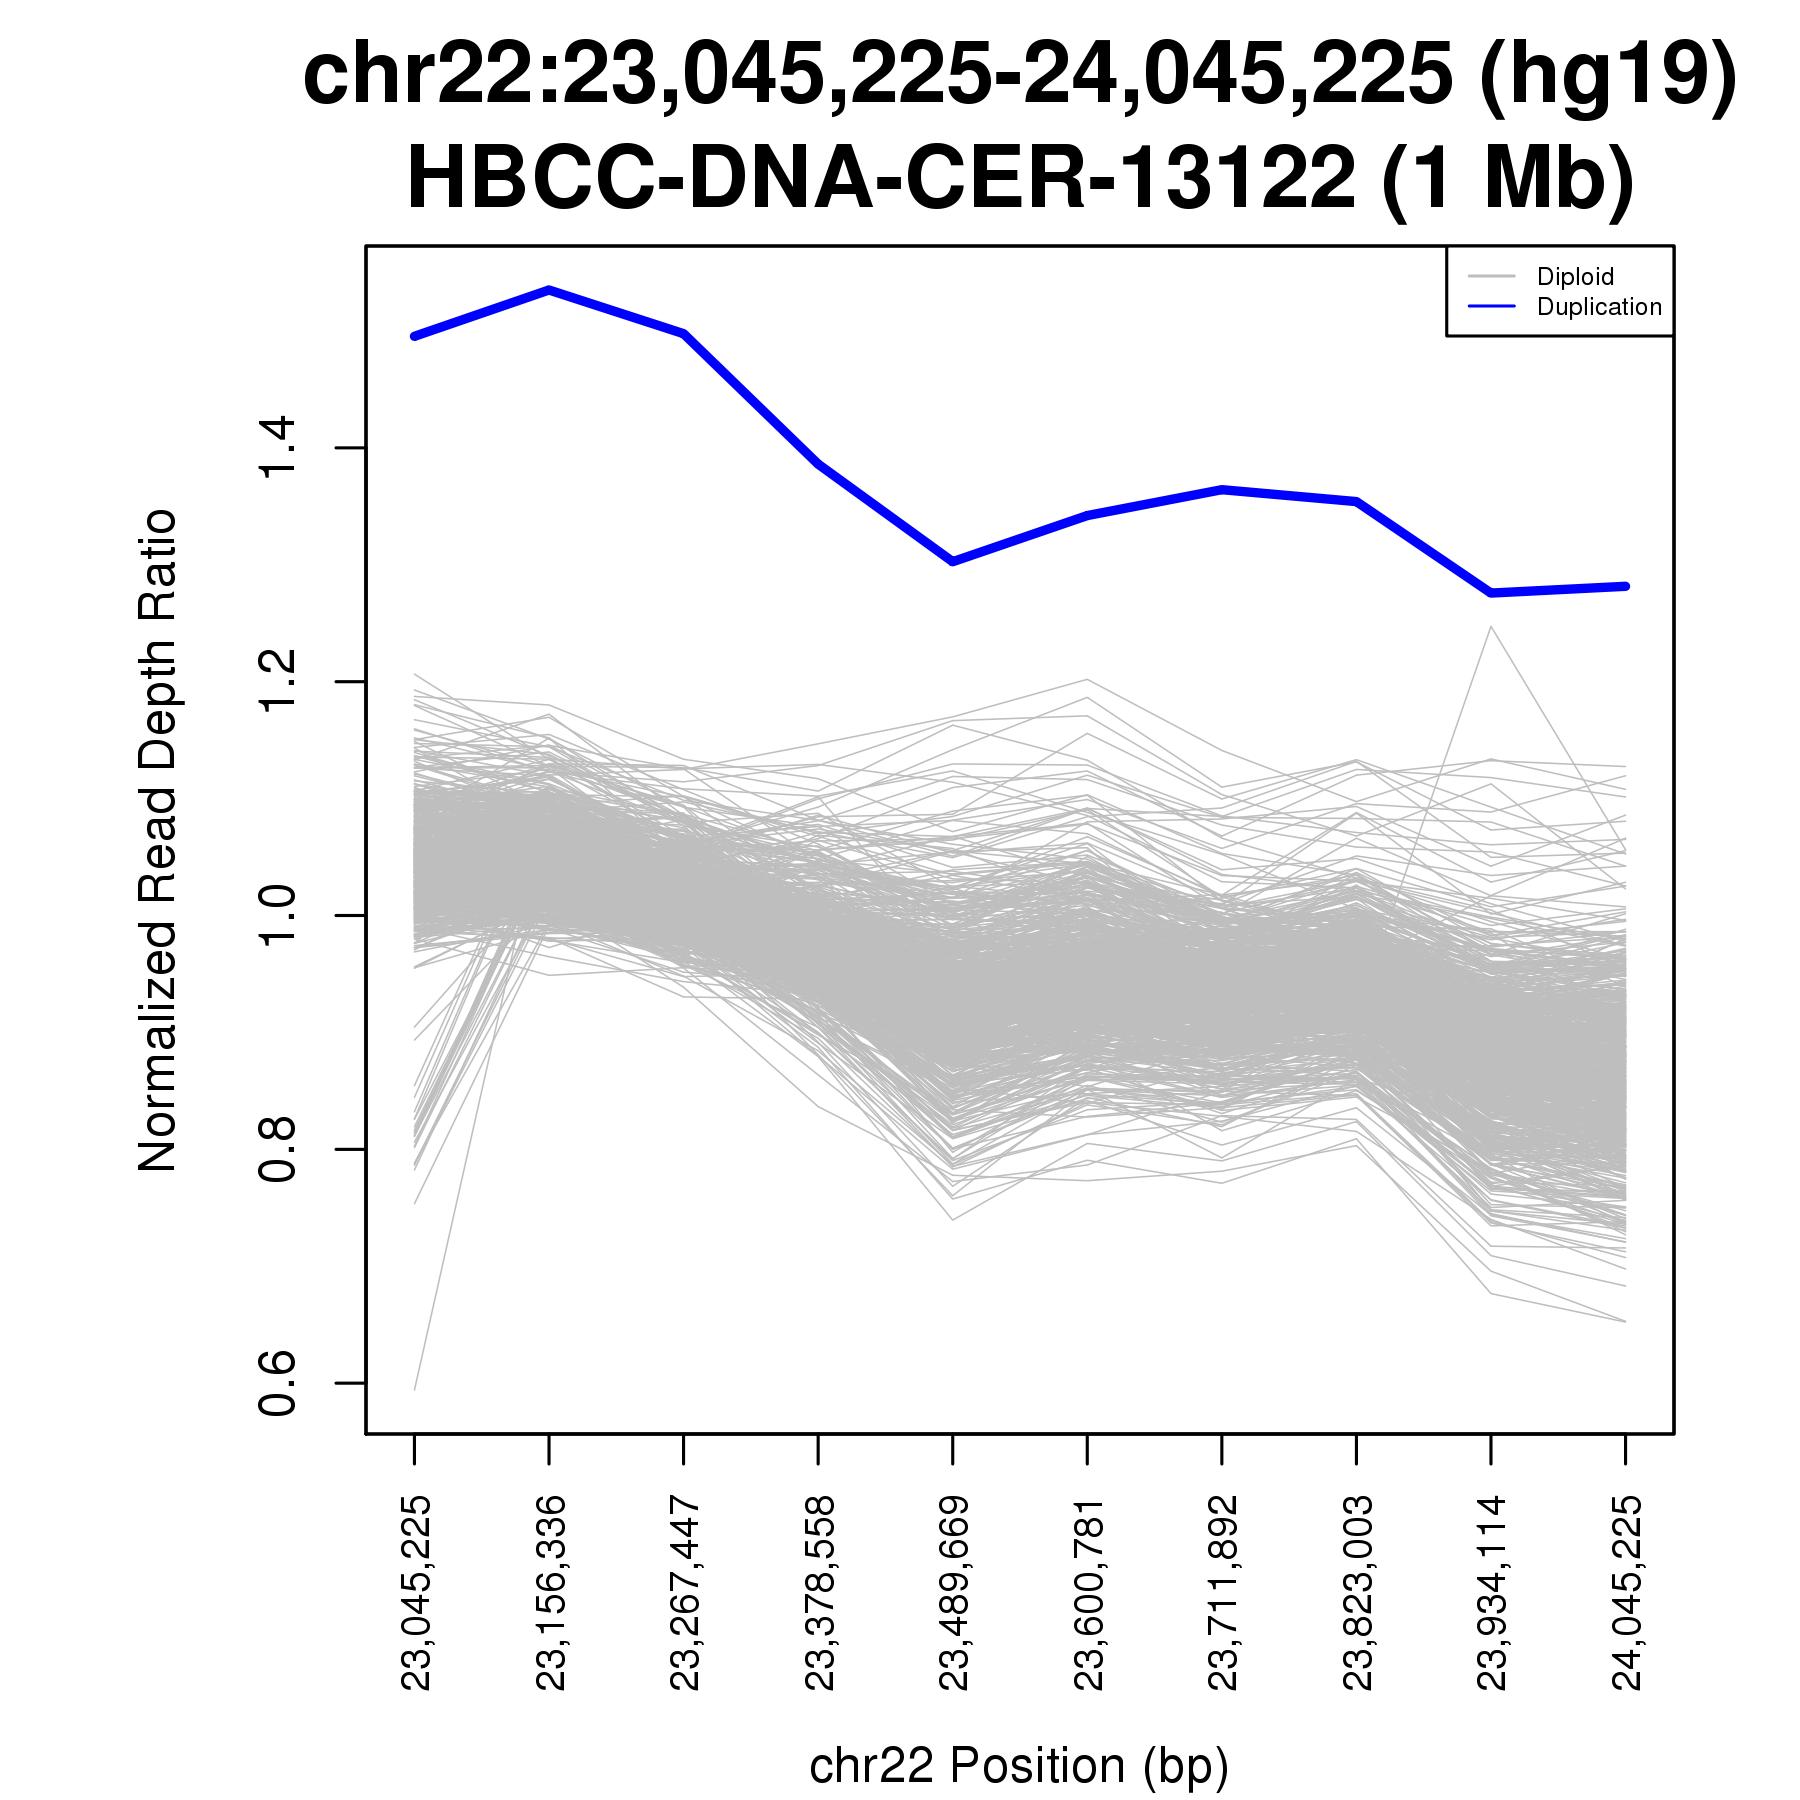 chr22:23,045,225-24,045,225 (hg19)
HBCC-DNA-CER-13122 (1 Mb)
Diploid
Duplication
Normalized Read Depth Ratio
1.4
1.2
1.0
0.8
0.6
23,045,225
23,156,336
23,267,447
23,378,558
23,489,669
23,600,781
23,711,892
23,823,003
23,934,114
24,045,225
chr22 Position (bp)